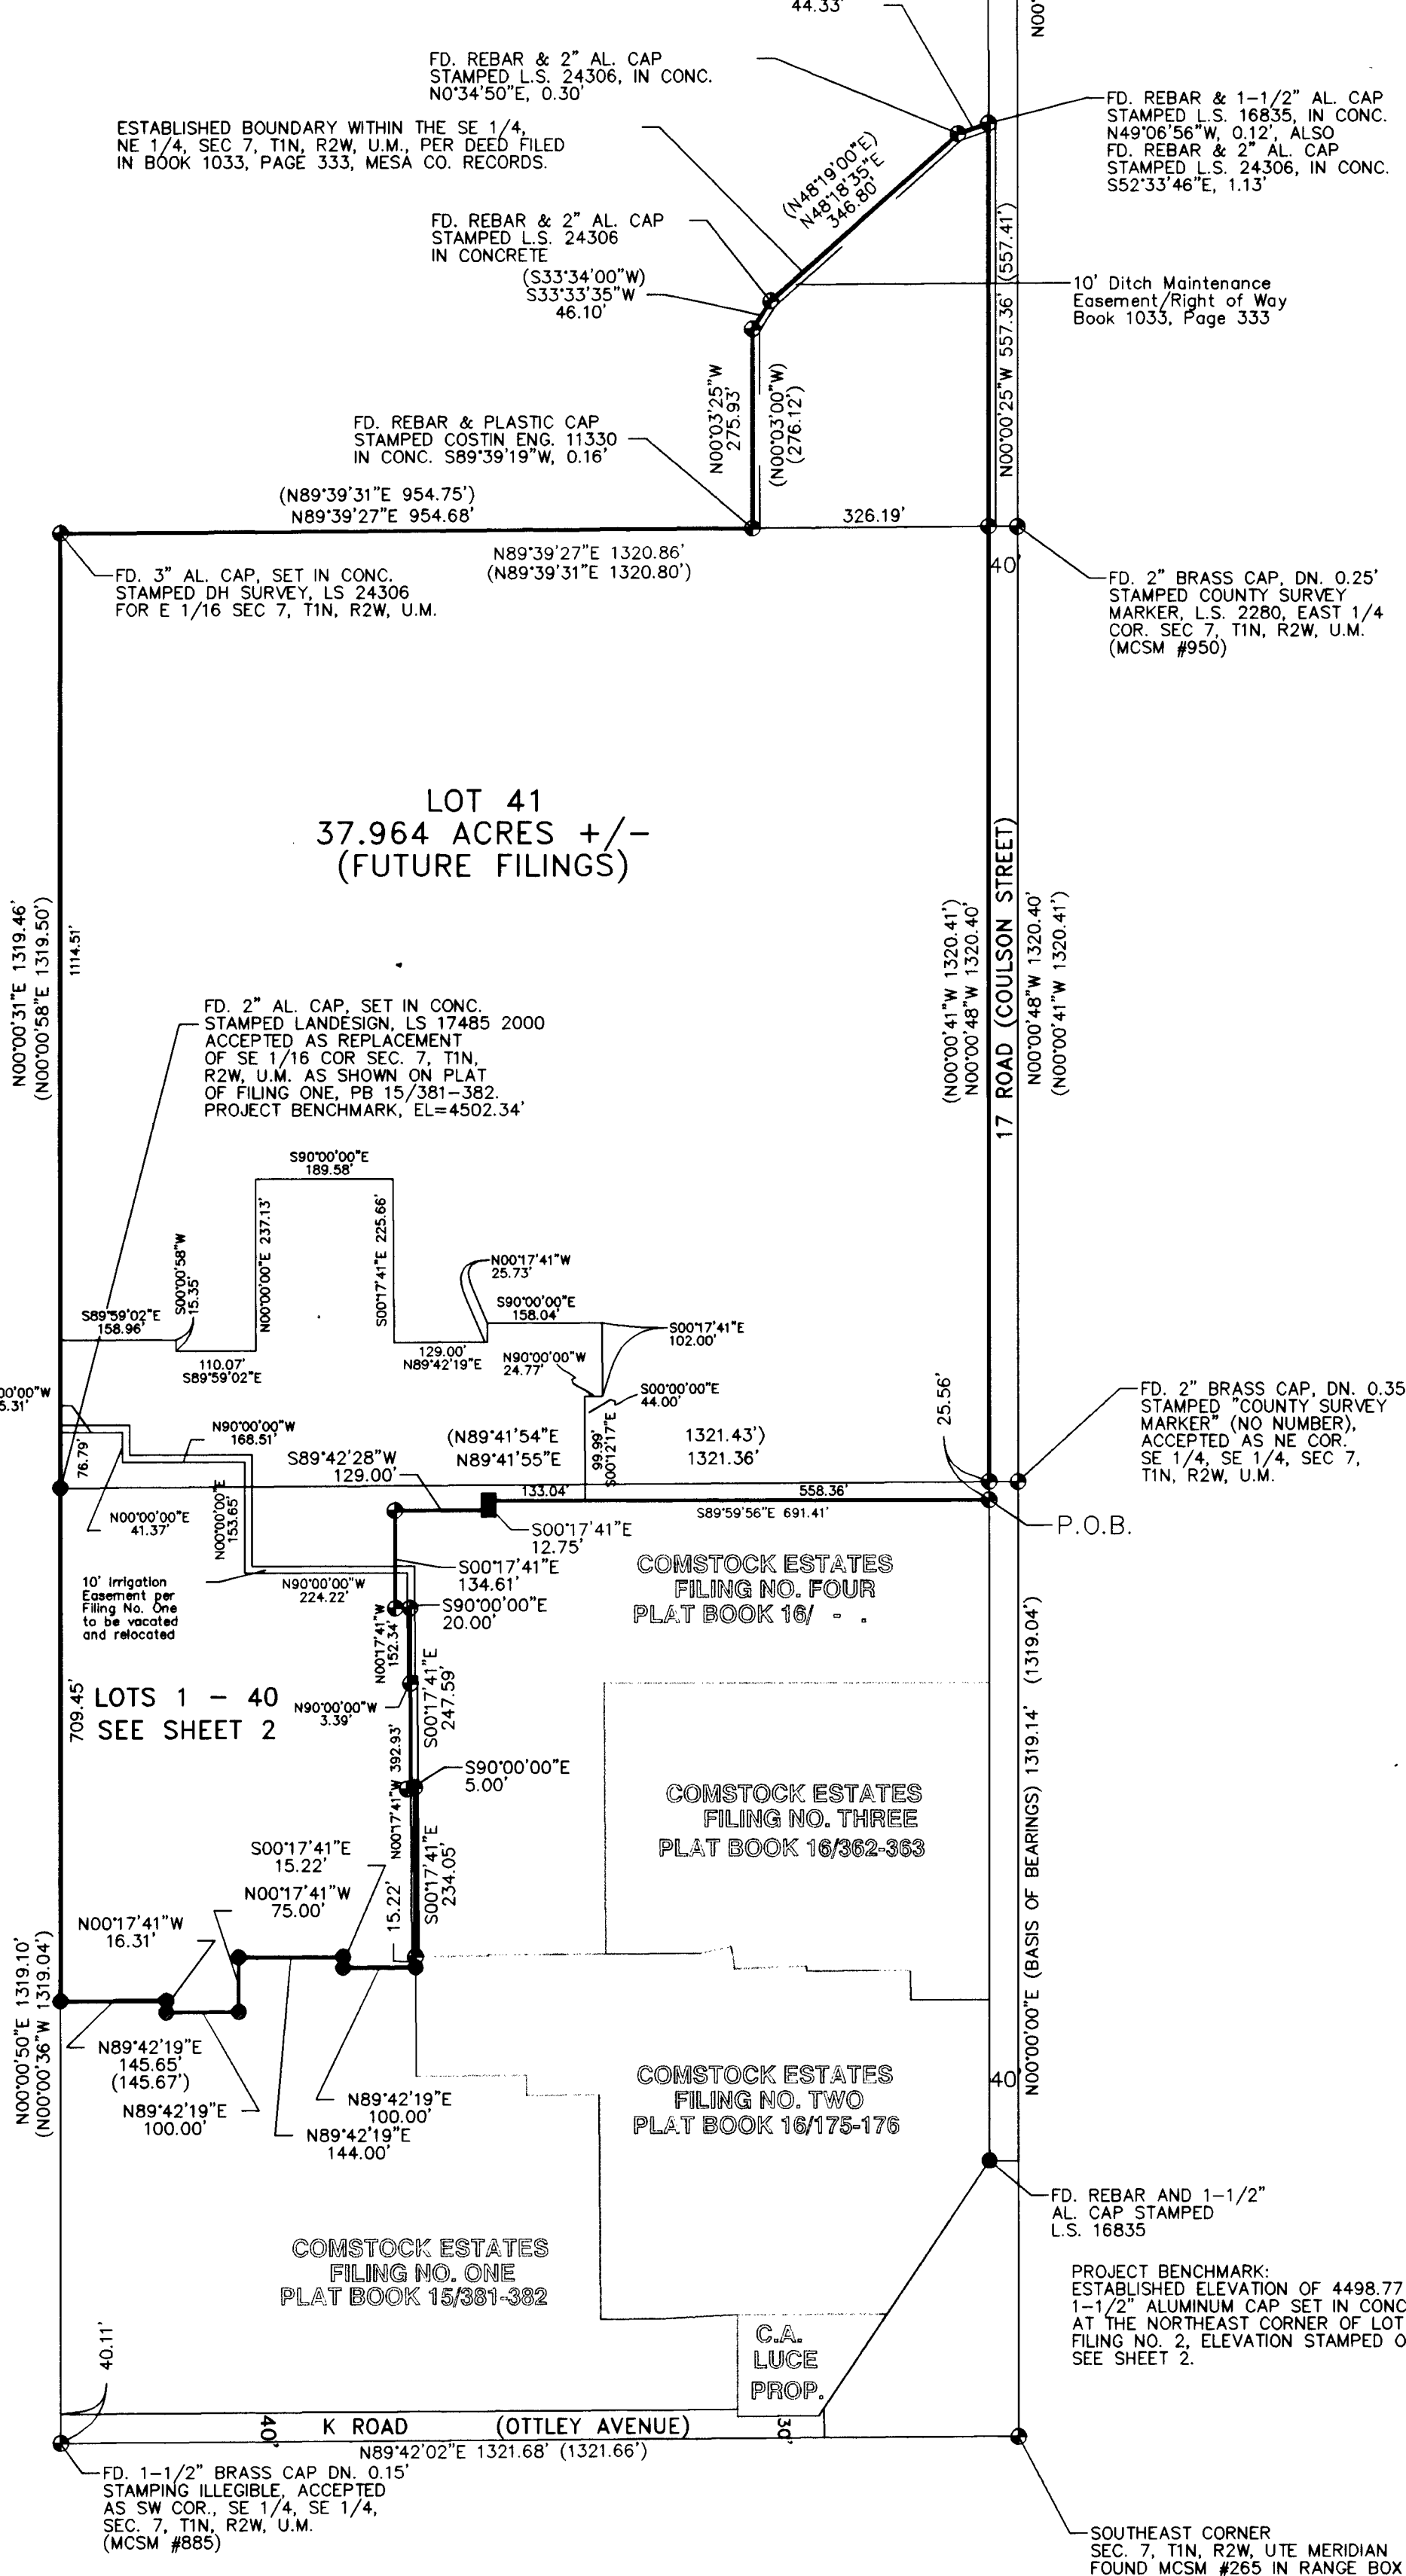 44.33'
N00°
FD. REBAR & 2" AL. CAP
STAMPED L.S. 24306, IN CONC.
N0°34'50"E, 0.30'
FD. REBAR & 1-1/2" AL. CAP
STAMPED L.S. 16835, IN CONC.
N49°06'56"W, 0.12', ALSO
FD. REBAR & 2" AL. CAP
STAMPED L.S. 24306, IN CONC.
S52°33'46"E, 1.13'
ESTABLISHED BOUNDARY WITHIN THE SE 1/4,
NE 1/4, SEC 7, T1N, R2W, U.M., PER DEED FILED
IN BOOK 1033, PAGE 333, MESA CO. RECORDS.
(N48°19'00"E)
N48°18'35"E
346.80'
FD. REBAR & 2" AL. CAP
STAMPED L.S. 24306
IN CONCRETE
(S33°34'00"W)
S33°33'35"W
46.10'
N00°00'25"W 557.36' (557.41')
10' Ditch Maintenance
Easement/Right of Way
Book 1033, Page 333
N00°03'25"W
275.93'
(N00°03'00"W)
(276.12')
FD. REBAR & PLASTIC CAP
STAMPED COSTIN ENG. 11330
IN CONC. S89°39'19"W, 0.16'
(N89°39'31"E 954.75')
N89°39'27"E 954.68'
326.19'
N89°39'27"E 1320.86'
(N89°39'31"E 1320.80')
40'
FD. 3" AL. CAP, SET IN CONC.
STAMPED DH SURVEY, LS 24306
FOR E 1/16 SEC 7, T1N, R2W, U.M.
FD. 2" BRASS CAP, DN. 0.25'
STAMPED COUNTY SURVEY
MARKER, L.S. 2280, EAST 1/4
COR. SEC 7, T1N, R2W, U.M.
(MCSM #950)
LOT 41
37.964 ACRES +/-
(FUTURE FILINGS)
N00°00'31"E 1319.46'
(N00°00'58"E 1319.50')
1114.51'
(N00°00'41"W 1320.41')
N00°00'48"W 1320.40'
17 ROAD (COULSON STREET)
N00°00'48"W 1320.40'
(N00°00'41"W 1320.41')
FD. 2" AL. CAP, SET IN CONC.
STAMPED LANDESIGN, LS 17485 2000
ACCEPTED AS REPLACEMENT
OF SE 1/16 COR SEC. 7, T1N,
R2W, U.M. AS SHOWN ON PLAT
OF FILING ONE, PB 15/381-382.
PROJECT BENCHMARK, EL=4502.34'
S90°00'00"E
189.58'
S00°00'58"W
15.35'
N00°00'00"E 237.13'
S00°17'41"E 225.66'
N00°17'41"W
25.73'
S90°00'00"E
158.04'
S89°59'02"E
158.96'
S00°17'41"E
102.00'
110.07'
S89°59'02"E
129.00'
N89°42'19"E
N90°00'00"W
24.77'
S00°00'00"E
44.00'
00'00"W
5.31'
76.79'
N90°00'00"W
168.51'
S89°42'28"W
129.00'
(N89°41'54"E 1321.43')
N89°41'55"E 1321.36'
99.99'
S00°12'17"E
25.56'
FD. 2" BRASS CAP, DN. 0.35
STAMPED "COUNTY SURVEY
MARKER" (NO NUMBER),
ACCEPTED AS NE COR.
SE 1/4, SE 1/4, SEC 7,
T1N, R2W, U.M.
133.04'
558.36'
S89°59'56"E 691.41'
P.O.B.
N00°00'00"E
41.37'
N00°00'00"E
153.65'
S00°17'41"E
12.75'
S00°17'41"E
134.61'
10' Irrigation
Easement per
Filing No. One
to be vacated
and relocated
N90°00'00"W
224.22'
S90°00'00"E
20.00'
COMSTOCK ESTATES
FILING NO. FOUR
PLAT BOOK 16/ - .
N00°17'41"W
152.34'
S00°17'41"E
247.59'
LOTS 1 - 40
SEE SHEET 2
709.45'
N90°00'00"W
3.39'
N00°17'41"W 392.93'
S90°00'00"E
5.00'
COMSTOCK ESTATES
FILING NO. THREE
PLAT BOOK 16/362-363
N00°00'00"E (BASIS OF BEARINGS) 1319.14' (1319.04')
S00°17'41"E
15.22'
N00°17'41"W
75.00'
15.22'
S00°17'41"E
234.05'
N00°17'41"W
16.31'
N00°00'50"E 1319.10'
(N00°00'36"W 1319.04')
N89°42'19"E
145.65'
(145.67')
N89°42'19"E
100.00'
N89°42'19"E
100.00'
N89°42'19"E
144.00'
COMSTOCK ESTATES
FILING NO. TWO
PLAT BOOK 16/175-176
40'
FD. REBAR AND 1-1/2"
AL. CAP STAMPED
L.S. 16835
COMSTOCK ESTATES
FILING NO. ONE
PLAT BOOK 15/381-382
PROJECT BENCHMARK:
ESTABLISHED ELEVATION OF 4498.77
1-1/2" ALUMINUM CAP SET IN CONC
AT THE NORTHEAST CORNER OF LOT
FILING NO. 2, ELEVATION STAMPED O
SEE SHEET 2.
C.A.
LUCE
PROP.
40.11'
40'
K ROAD (OTTLEY AVENUE)
30'
N89°42'02"E 1321.68' (1321.66')
FD. 1-1/2" BRASS CAP DN. 0.15'
STAMPING ILLEGIBLE, ACCEPTED
AS SW COR., SE 1/4, SE 1/4,
SEC. 7, T1N, R2W, U.M.
(MCSM #885)
SOUTHEAST CORNER
SEC. 7, T1N, R2W, UTE MERIDIAN
FOUND MCSM #265 IN RANGE BOX